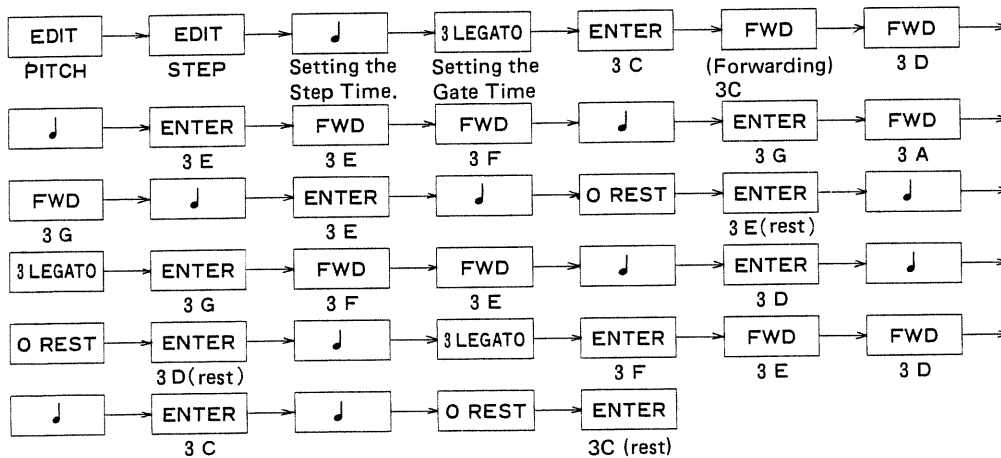 EDIT EDIT 3 LEGATO ENTER FWD FWD
PITCH STEP Setting the Setting the 3 C (Forwarding) 3 D
Step Time. Gate Time 3C
ENTER FWD FWD ENTER FWD
3 E 3 E 3 F 3 G 3 A
FWD ENTER O REST ENTER
3 G 3 E 3 E (rest)
3 LEGATO ENTER FWD FWD ENTER
3 G 3 F 3 E 3 D
O REST ENTER 3 LEGATO ENTER FWD FWD
3 D (rest) 3 F 3 E 3 D
ENTER O REST ENTER
3 C 3C (rest)